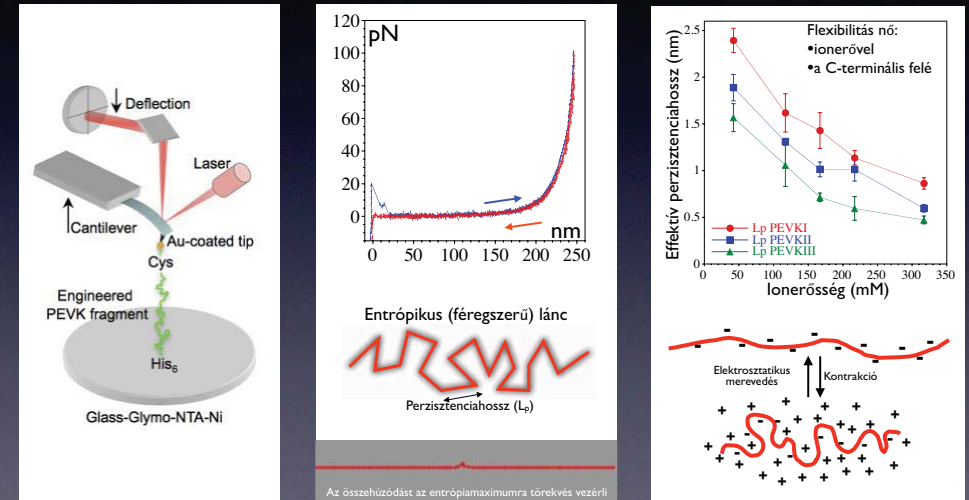 Deflection
Laser
Cantilever
Au-coated tip
Cys
Engineered
PEVK fragment
His6
Glass-Glymo-NTA-Ni
pN
120
100
80
60
40
20
0
0 50 100 150 200 250
nm
Entrópikus (féregszerű) lánc
Perzisztenciahossz (Lp)
Az összehúzódást az entrópiamaximumra törekvés vezérli
Flexibilitás nő:
•ionerővel
•a C-terminális felé
Effektív perzisztenciahossz (nm)
2.5
2
1.5
1
0.5
0
Lp PEVKI
Lp PEVKII
Lp PEVKIII
0 50 100 150 200 250 300 350
Ionerősség (mM)
- - - - - - - -
Elektrosztatikus
merevedés
Kontrakció